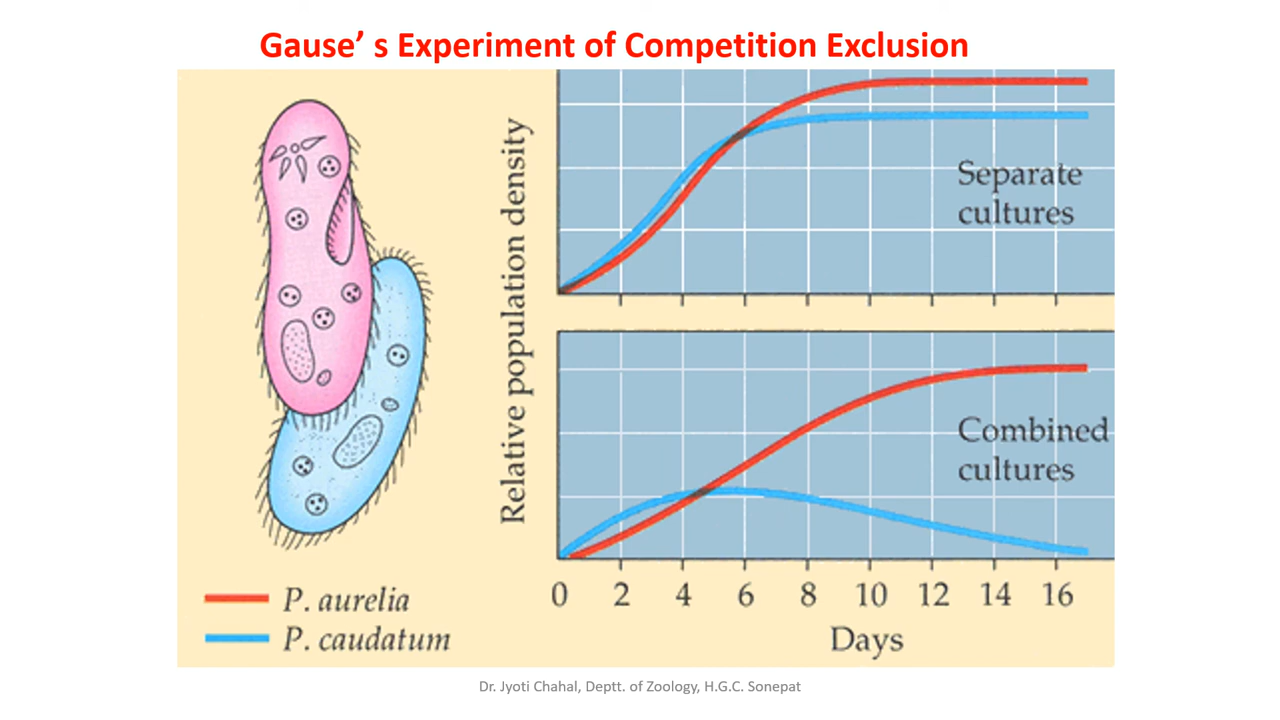 Gause’ s Experiment of Competition Exclusion
Relative population density
Separate
cultures
Combined
cultures
0 2 4 6 8 10 12 14 16
Days
P. aurelia
P. caudatum
Dr. Jyoti Chahal, Deptt. of Zoology, H.G.C. Sonepat